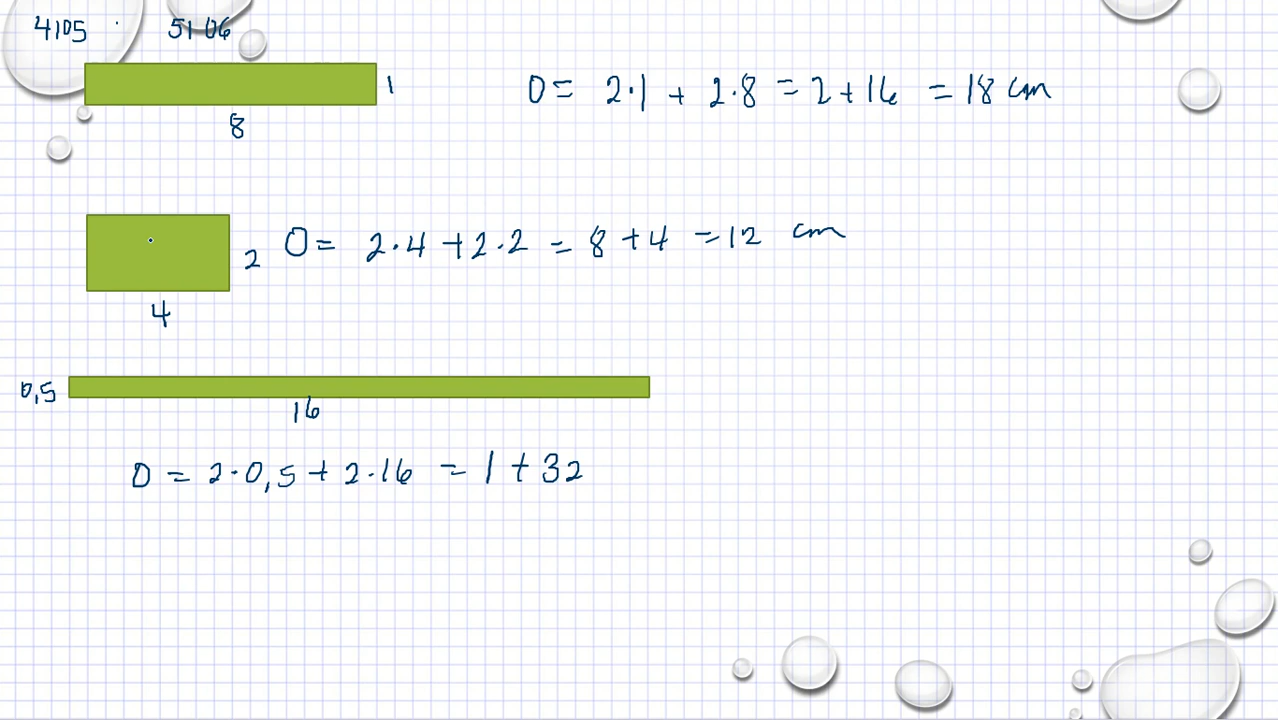 4105 51 06
1
8
O = 2·1 + 2·8 = 2 + 16 = 18 cm
2
O = 2·4 + 2·2 = 8 + 4 = 12 cm
4
0,5
16
O = 2·0,5 + 2·16 = 1 + 32